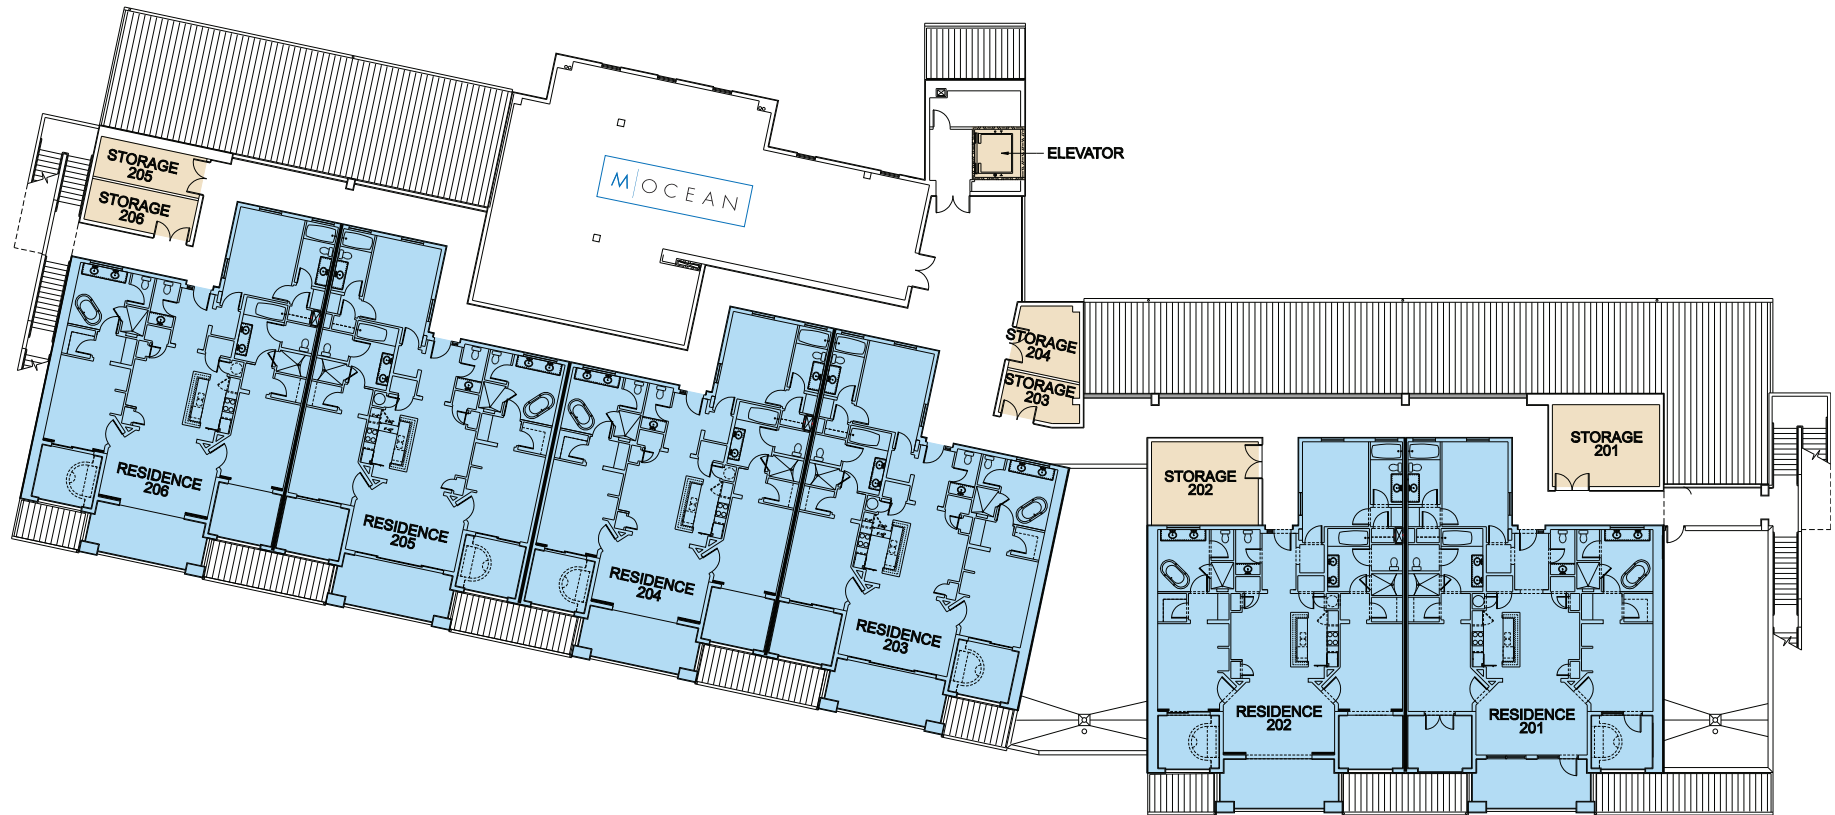 STORAGE
205
STORAGE
206
M|OCEAN
ELEVATOR
STORAGE
204
STORAGE
203
STORAGE
201
STORAGE
202
RESIDENCE
206
RESIDENCE
205
RESIDENCE
204
RESIDENCE
203
RESIDENCE
202
RESIDENCE
201